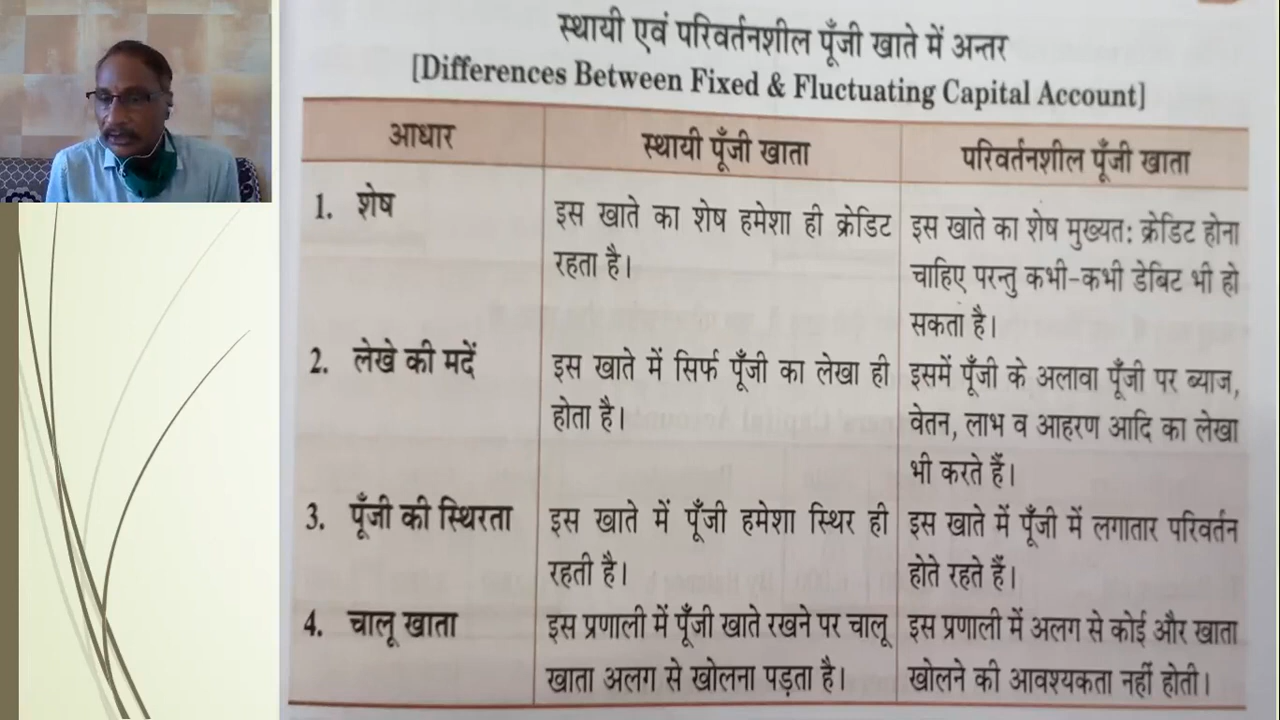 स्थायी एवं परिवर्तनशील पूँजी खाते में अन्तर
[Differences Between Fixed & Fluctuating Capital Account]
आधार स्थायी पूँजी खाता परिवर्तनशील पूँजी खाता
1. शेष
इस खाते का शेष हमेशा ही क्रेडिट
रहता है।
इस खाते का शेष मुख्यत: क्रेडिट होना
चाहिए परन्तु कभी-कभी डेबिट भी हो
सकता है।
2. लेखे की मदें
इस खाते में सिर्फ पूँजी का लेखा ही
होता है।
इसमें पूँजी के अलावा पूँजी पर ब्याज,
वेतन, लाभ व आहरण आदि का लेखा
भी करते हैं।
3. पूँजी की स्थिरता
इस खाते में पूँजी हमेशा स्थिर ही
रहती है।
इस खाते में पूँजी में लगातार परिवर्तन
होते रहते हैं।
4. चालू खाता
इस प्रणाली में पूँजी खाते रखने पर चालू
खाता अलग से खोलना पड़ता है।
इस प्रणाली में अलग से कोई और खाता
खोलने की आवश्यकता नहीं होती।